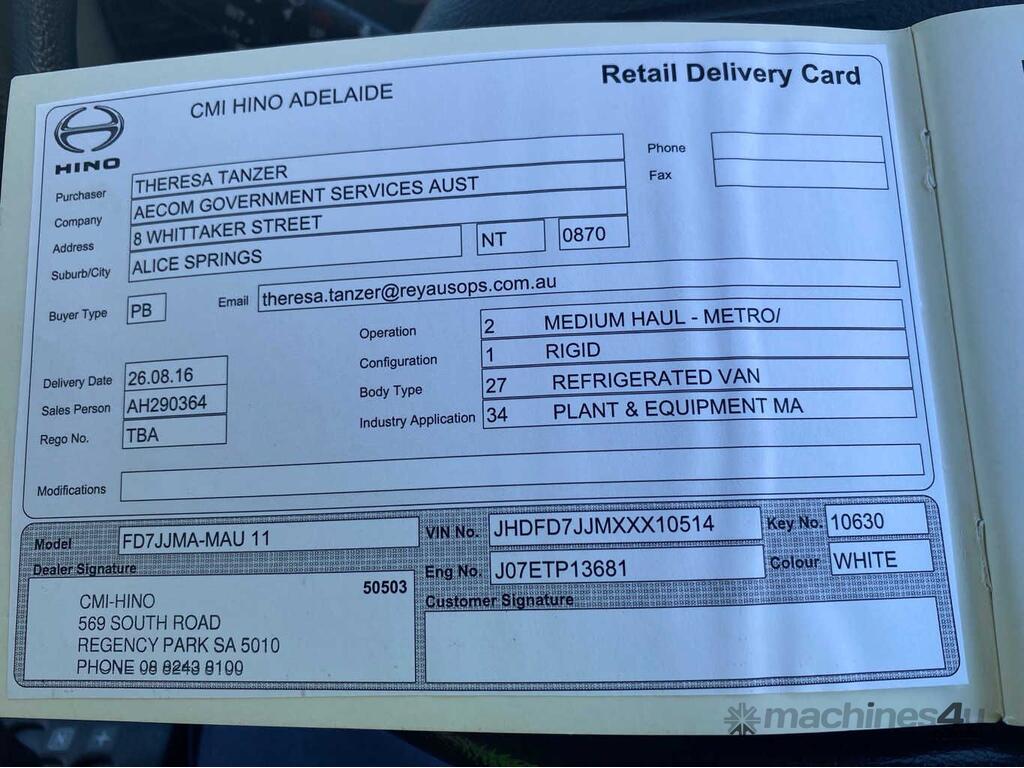 CMI HINO ADELAIDE
Retail Delivery Card
HINO
Purchaser THERESA TANZER
Phone
Company AECOM GOVERNMENT SERVICES AUST
Fax
Address 8 WHITTAKER STREET
Suburb/City ALICE SPRINGS NT 0870
Buyer Type PB
Email theresa.tanzer@reyausops.com.au
Operation 2 MEDIUM HAUL - METRO/
Configuration 1 RIGID
Delivery Date 26.08.16
Body Type 27 REFRIGERATED VAN
Sales Person AH290364
Industry Application 34 PLANT & EQUIPMENT MA
Rego No. TBA
Modifications
Model FD7JJMA-MAU 11
VIN No. JHDFD7JJMXXX10514
Key No. 10630
Eng No. J07ETP13681
Colour WHITE
Dealer Signature
50503
CMI-HINO
569 SOUTH ROAD
REGENCY PARK SA 5010
PHONE 08 8243 8100
Customer Signature
machines4u